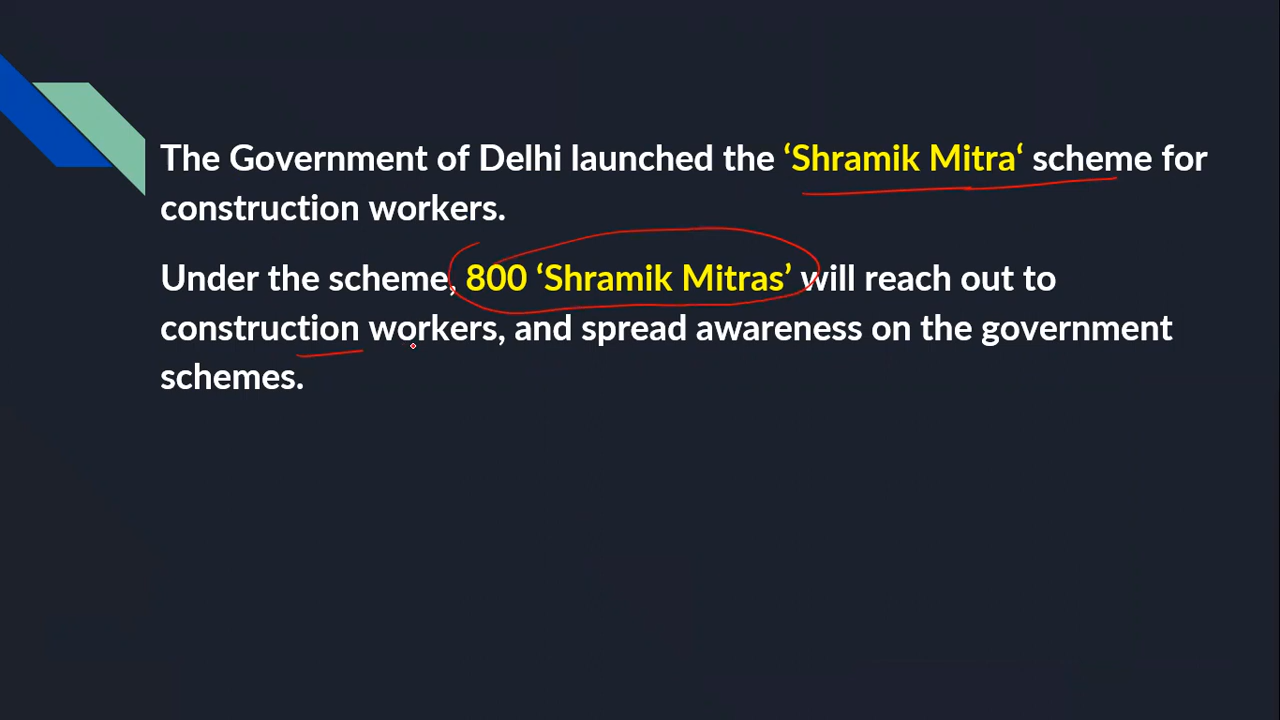 The Government of Delhi launched the ‘Shramik Mitra‘ scheme for
construction workers.
Under the scheme, 800 ‘Shramik Mitras’ will reach out to
construction workers, and spread awareness on the government
schemes.